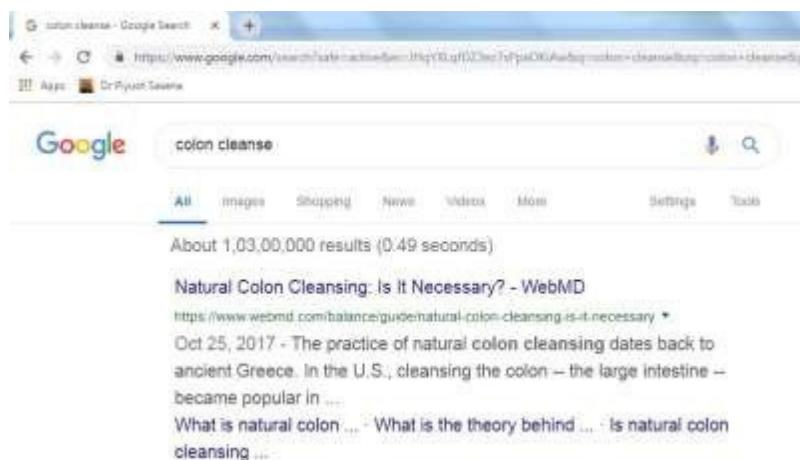 colon cleanse - Google Search
https://www.google.com/
Apps Dr Piyush Saxena
Google
colon cleanse
All Images Shopping News Videos More Settings Tools
About 1,03,00,000 results (0.49 seconds)
Natural Colon Cleansing: Is It Necessary? - WebMD
https://www.webmd.com/balance/guide/natural-colon-cleansing-is-it-necessary
Oct 25, 2017 - The practice of natural colon cleansing dates back to
ancient Greece. In the U.S., cleansing the colon -- the large intestine --
became popular in ...
What is natural colon ... · What is the theory behind ... · Is natural colon
cleansing ...